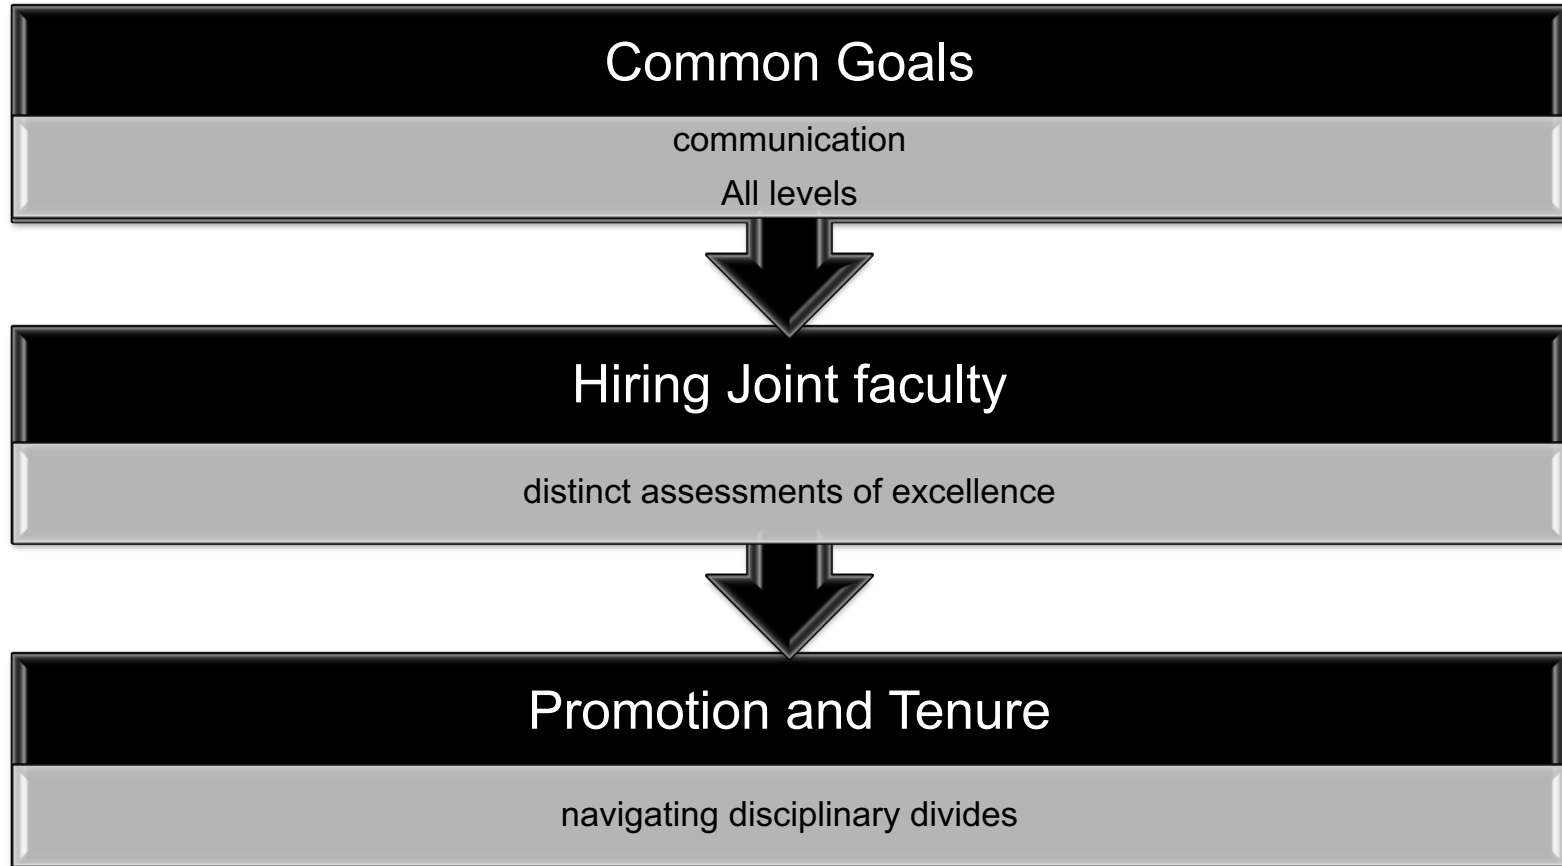 Common Goals
communication
All levels
Hiring Joint faculty
distinct assessments of excellence
Promotion and Tenure
navigating disciplinary divides